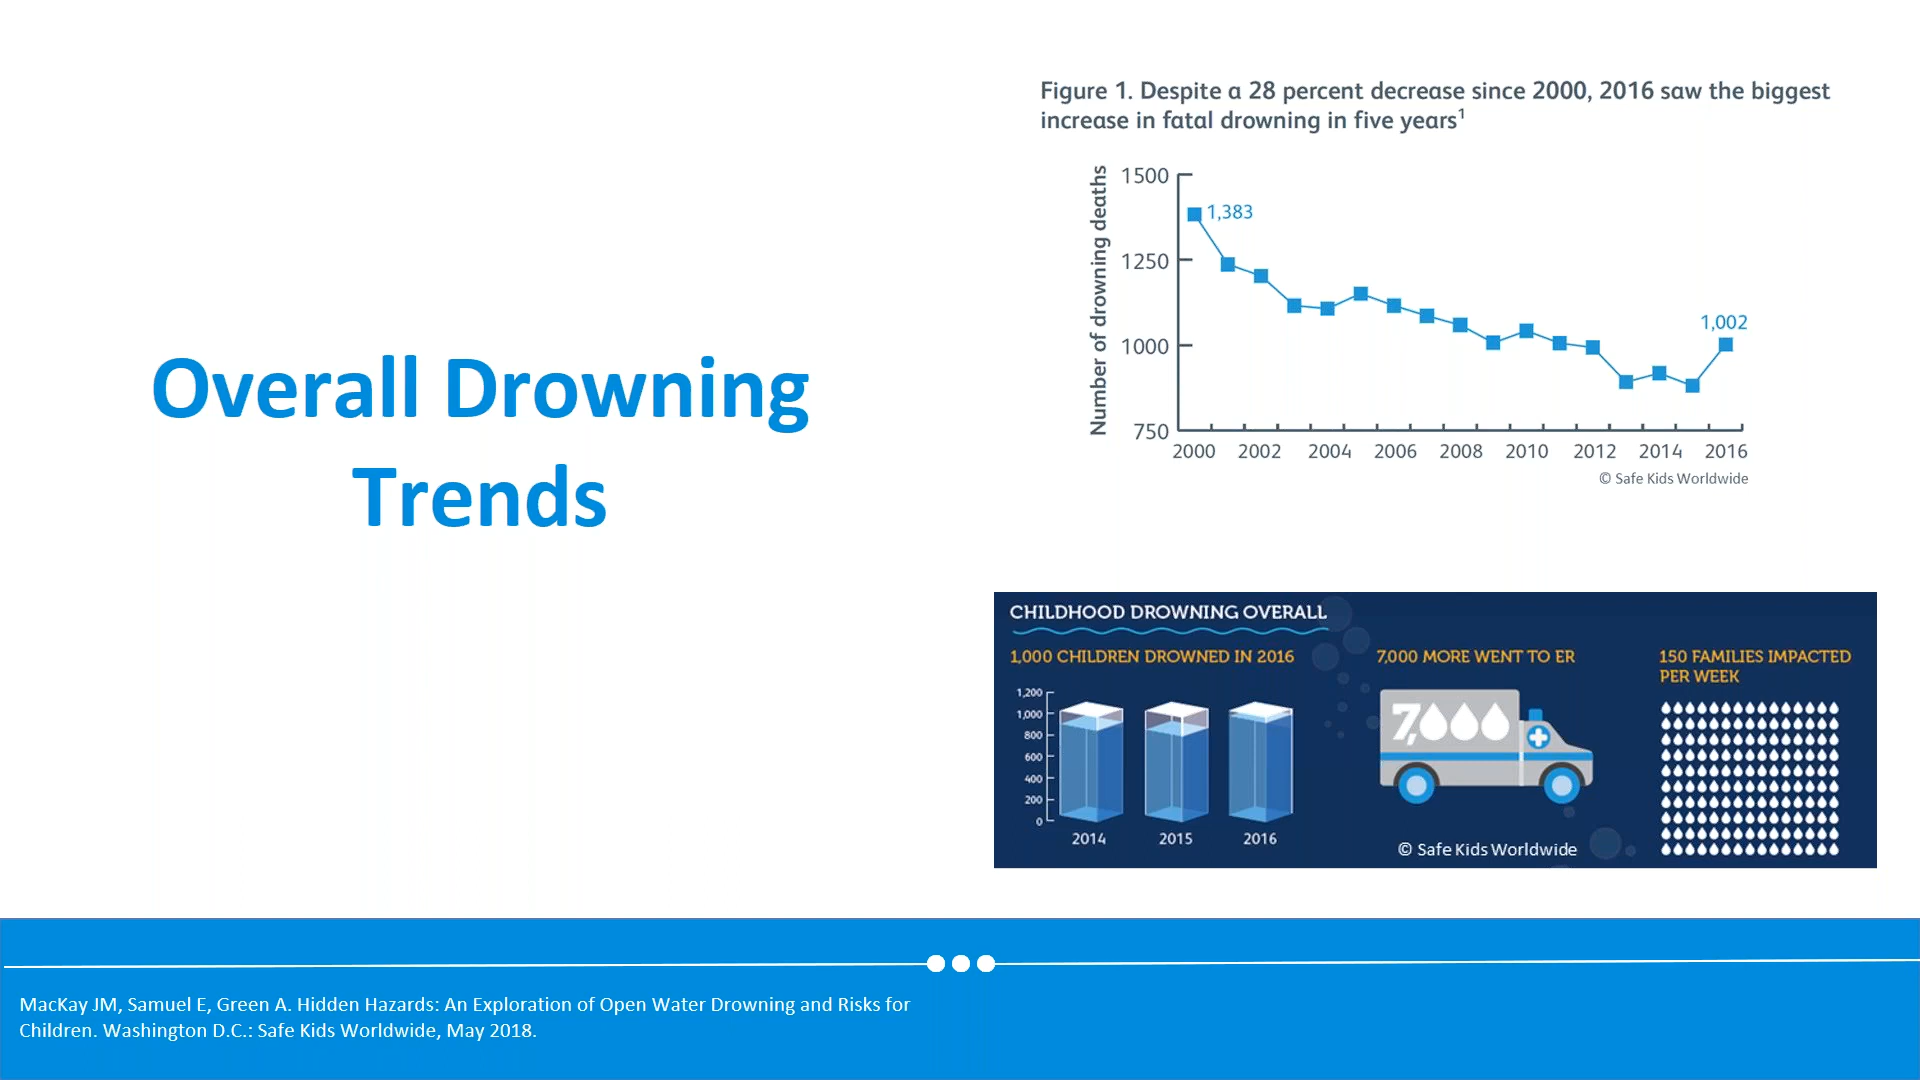 Overall Drowning
Trends
Figure 1. Despite a 28 percent decrease since 2000, 2016 saw the biggest
increase in fatal drowning in five years¹
Number of drowning deaths
1500
1250
1000
750
1,383
1,002
2000 2002 2004 2006 2008 2010 2012 2014 2016
© Safe Kids Worldwide
CHILDHOOD DROWNING OVERALL
1,000 CHILDREN DROWNED IN 2016
1,200
1,000
800
600
400
200
0
2014 2015 2016
7,000 MORE WENT TO ER
7,000
© Safe Kids Worldwide
150 FAMILIES IMPACTED
PER WEEK
MacKay JM, Samuel E, Green A. Hidden Hazards: An Exploration of Open Water Drowning and Risks for
Children. Washington D.C.: Safe Kids Worldwide, May 2018.